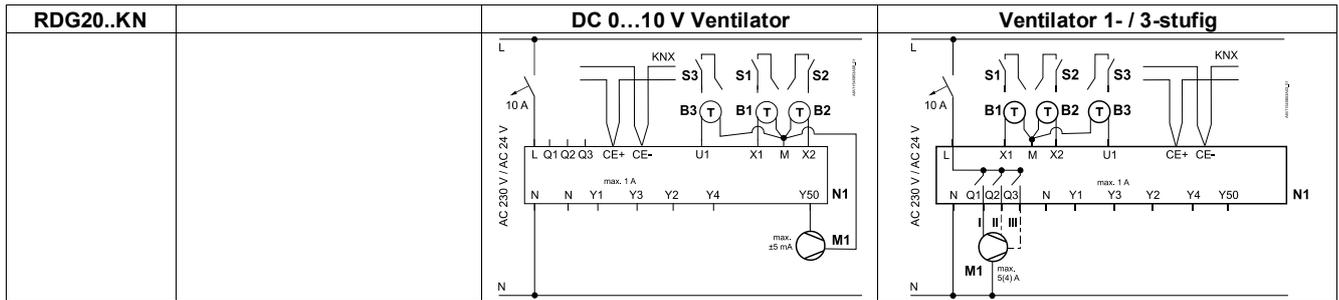 RDG20..KN
DC 0...10 V Ventilator
Ventilator 1- / 3-stufig
L
KNX
S3 S1 S2
10 A
B3 T B1 T T B2
AC 230 V / AC 24 V
L Q1 Q2 Q3 CE+ CE- U1 X1 M X2
max. 1 A
N N Y1 Y3 Y2 Y4 Y50 N1
max.
±5 mA
M1
N
L
KNX
S1 S2 S3
10 A
B1 T T B2 T B3
AC 230 V / AC 24 V
L X1 M X2 U1 CE+ CE-
max. 1 A
N Q1 Q2 Q3 N Y1 Y3 Y2 Y4 Y50 N1
I II III
M1
max.
5(4) A
N